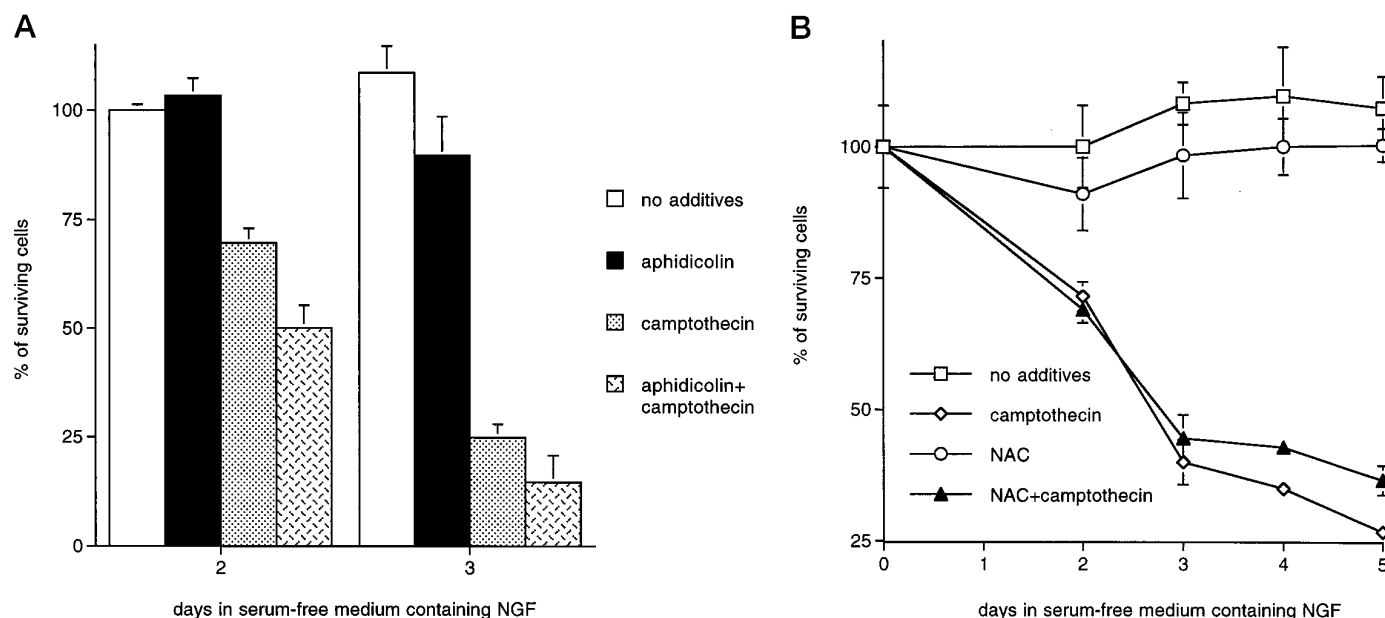 A
% of surviving cells
100
75
50
25
0
2
3
days in serum-free medium containing NGF
no additives
aphidicolin
camptothecin
aphidicolin+
camptothecin
B
% of surviving cells
100
75
50
25
0
1
2
3
4
5
days in serum-free medium containing NGF
no additives
camptothecin
NAC
NAC+camptothecin